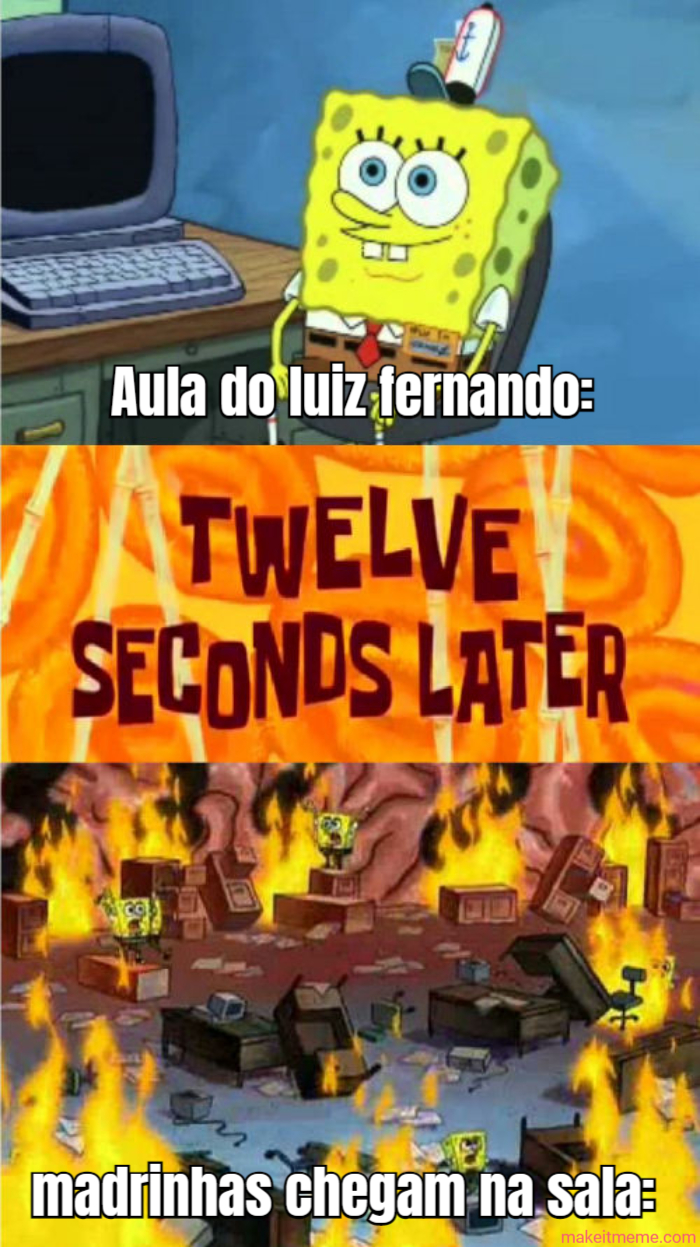 Aula do luiz fernando:
TWELVE
SECONDS LATER
madrinhas chegam na sala:
makeitmeme.com